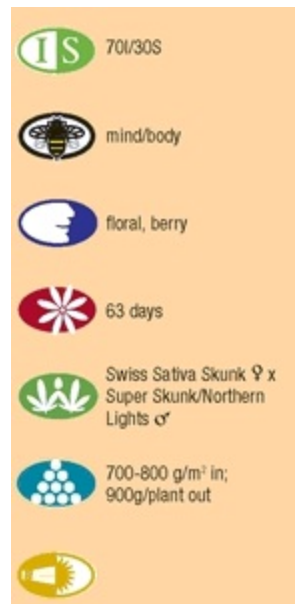 IS 70I/30S
mind/body
floral, berry
63 days
Swiss Sativa Skunk ♀ x
Super Skunk/Northern
Lights ♂
700-800 g/m² in;
900g/plant out